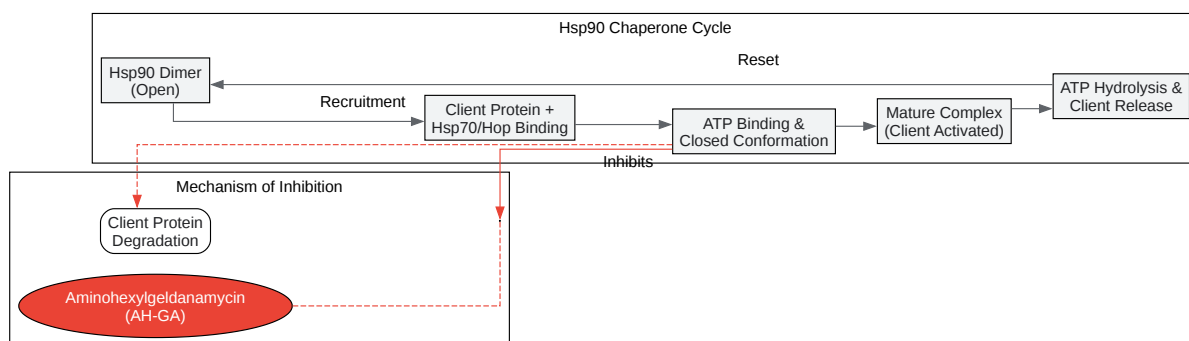 Hsp90 Chaperone Cycle
Reset
Hsp90 Dimer
(Open)
Recruitment
Client Protein +
Hsp70/Hop Binding
ATP Binding &
Closed Conformation
Mature Complex
(Client Activated)
ATP Hydrolysis &
Client Release
Inhibits
Mechanism of Inhibition
Client Protein
Degradation
Aminohexylgeldanamycin
(AH-GA)